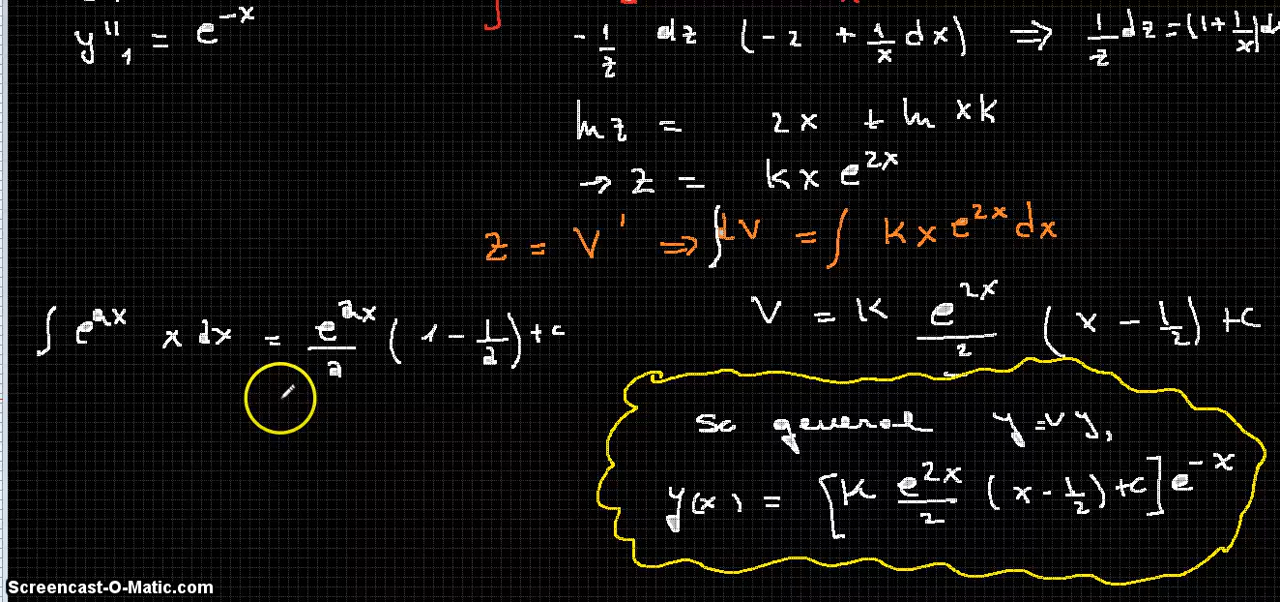 y''₁ = e^{-x}
-1/z dz (-2 + 1/x dx) ⇒ 1/z dz = (1 + 1/x) d
ln z = 2x + ln xk
→ z = kx e^{2x}
z = v' ⇒ ∫dv = ∫ kx e^{2x} dx
∫ e^{ax} x dx = e^{ax}/a (1 - 1/a) + c
v = k e^{2x}/2 (x - 1/2) + c
So general y = vy₁
y(x) = [k e^{2x}/2 (x - 1/2) + c] e^{-x}
Screencast-O-Matic.com